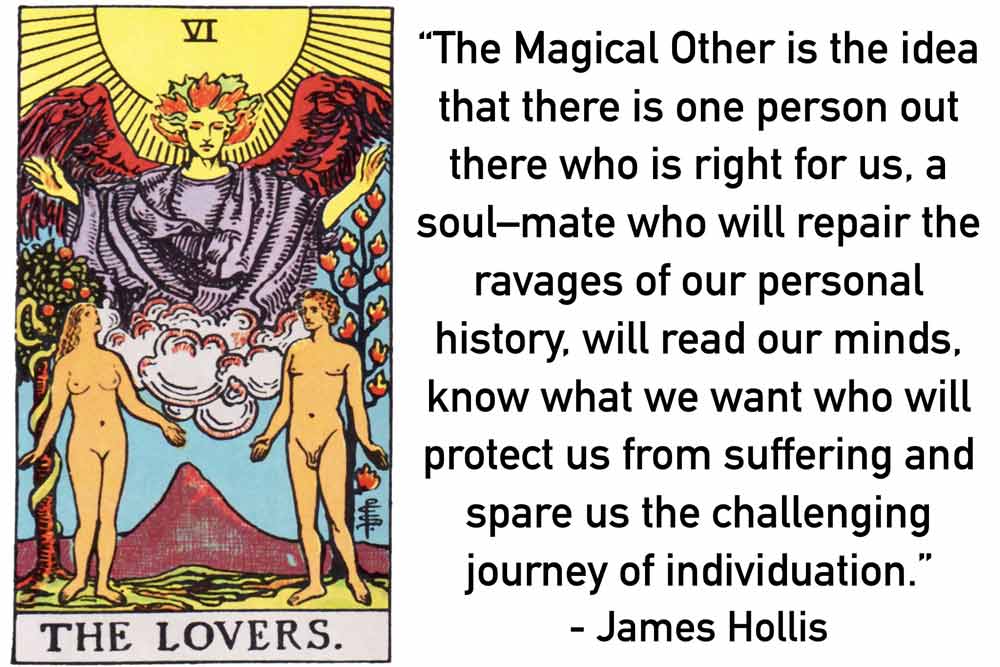 VI
THE LOVERS.
“The Magical Other is the idea
that there is one person out
there who is right for us, a
soul–mate who will repair the
ravages of our personal
history, will read our minds,
know what we want who will
protect us from suffering and
spare us the challenging
journey of individuation.”
- James Hollis